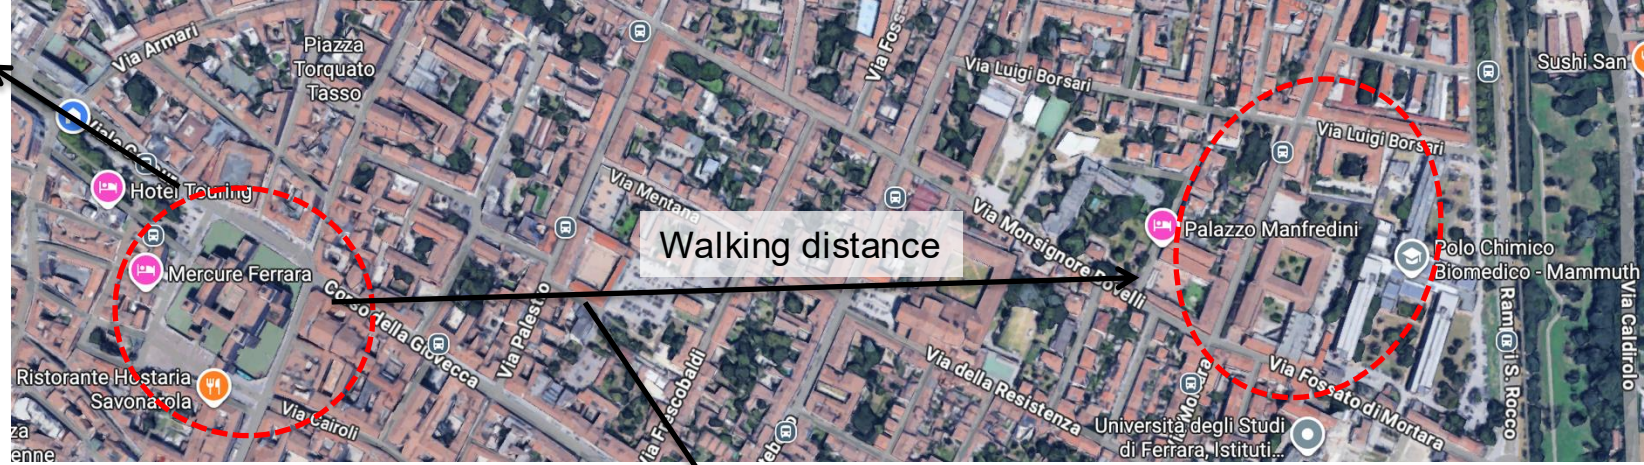 Via Armari
Piazza
Torquato
Tasso
Via Luigi Borsari
Sushi San
Via Luigi Borsari
Hotel Touring
Via Mentana
Walking distance
Via Monsignore Bovelli
Palazzo Manfredini
Mercure Ferrara
Polo Chimico
Biomedico - Mammuth
Corso della Giovecca
Via Palestro
Via Caldirolo
Rampari S. Rocco
Ristorante Hostaria
Savonarola
Via Cairoli
Via Frescobaldi
Via della Resistenza
Via Fossato di Mortara
Università degli Studi
di Ferrara, Istituti...